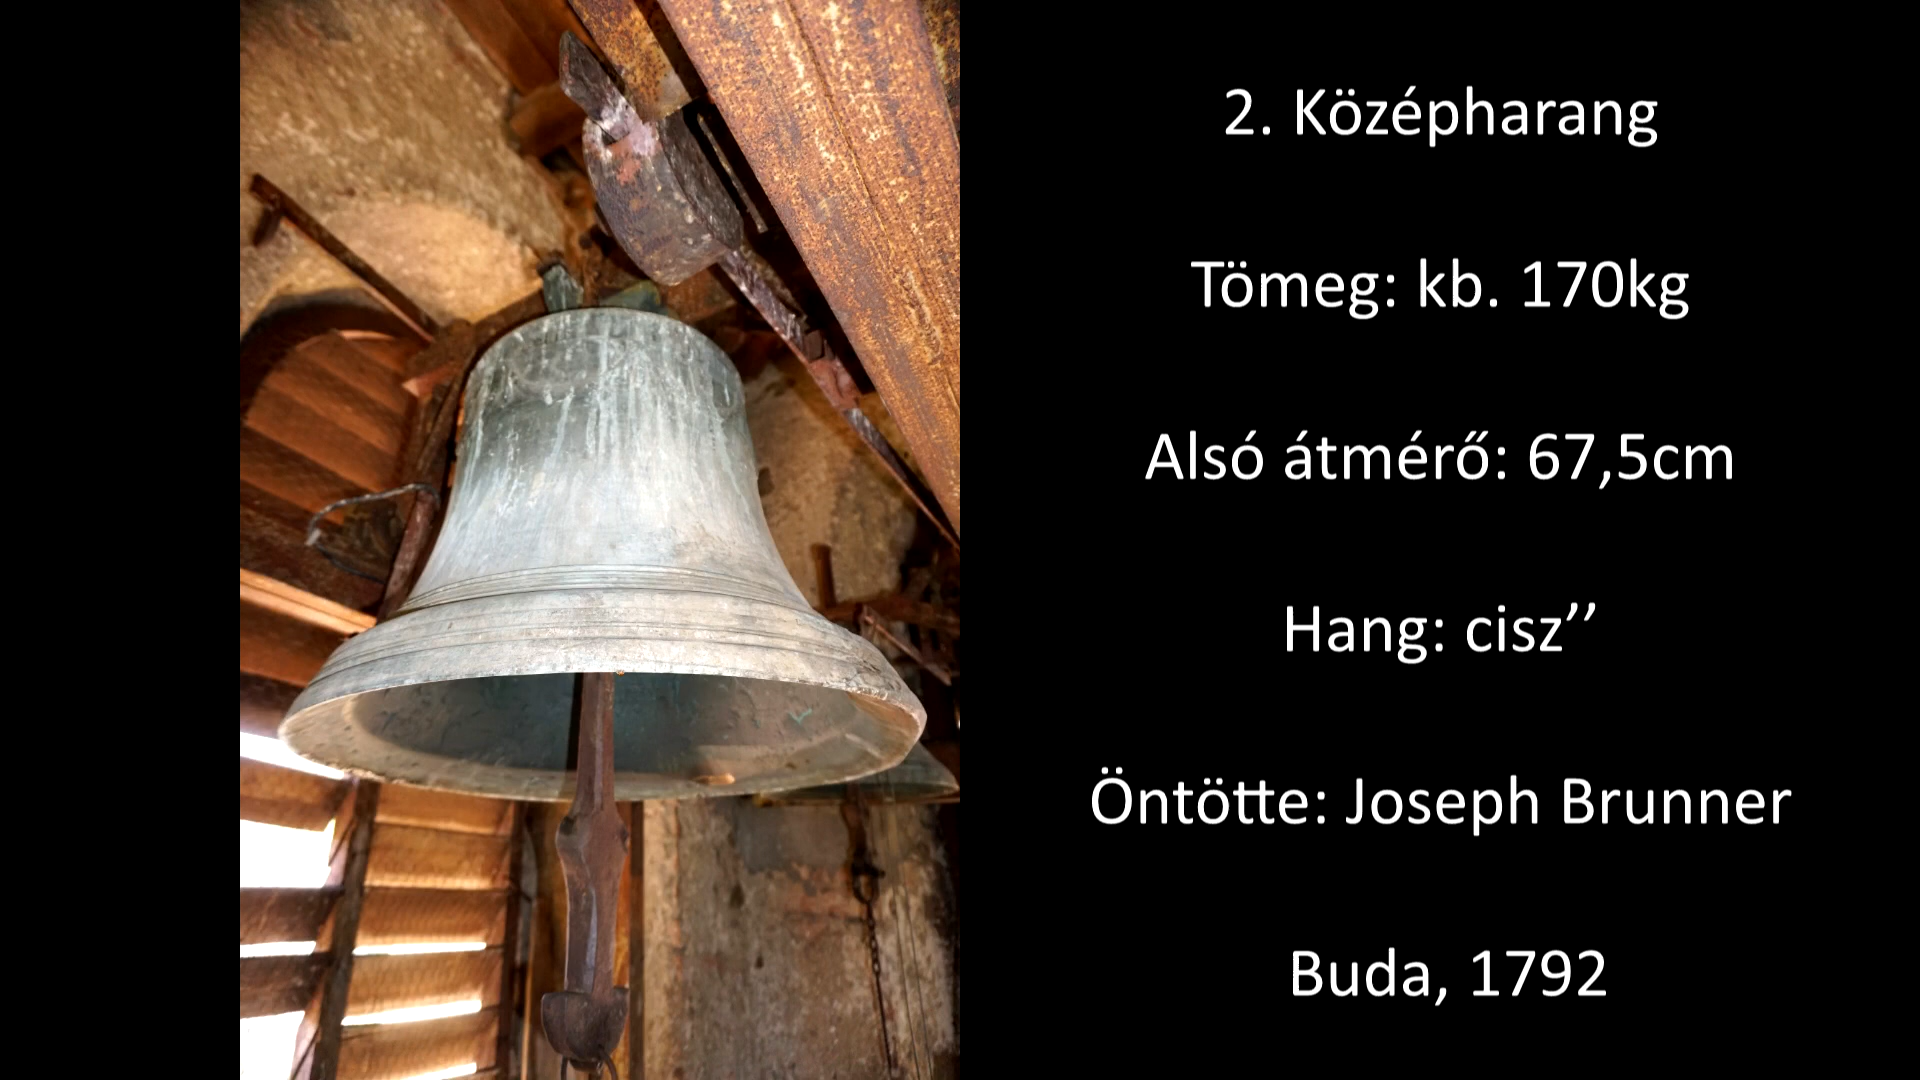 2. Középharang
Tömeg: kb. 170kg
Alsó átmérő: 67,5cm
Hang: cisz’’
Öntötte: Joseph Brunner
Buda, 1792